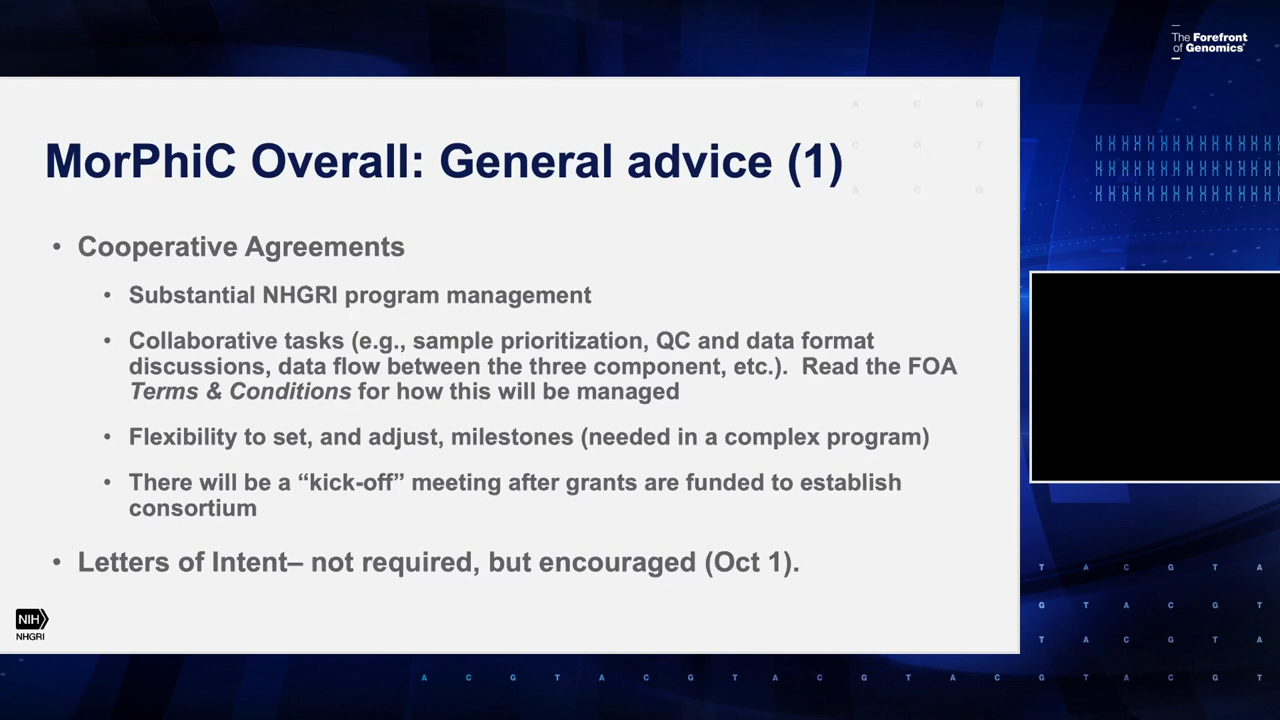 The Forefront
of Genomics®
A C G
C G T
A C G
MorPhiC Overall: General advice (1)
• Cooperative Agreements
• Substantial NHGRI program management
• Collaborative tasks (e.g., sample prioritization, QC and data format
discussions, data flow between the three component, etc.).  Read the FOA
Terms & Conditions for how this will be managed
• Flexibility to set, and adjust, milestones (needed in a complex program)
• There will be a “kick-off” meeting after grants are funded to establish
consortium
• Letters of Intent– not required, but encouraged (Oct 1).
NIH
NHGRI
T A C G T A
G T A C G T
T A C G T A
A C G T A C G T A C G T A C G T A C G T